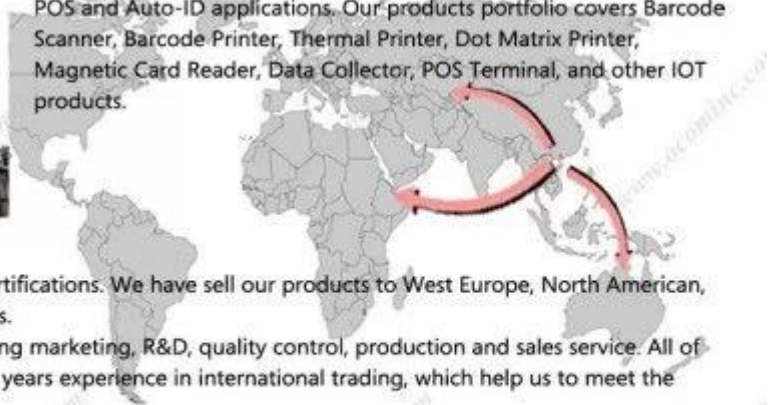 POS and Auto-ID applications. Our products portfolio covers Barcode
Scanner, Barcode Printer, Thermal Printer, Dot Matrix Printer,
Magnetic Card Reader, Data Collector, POS Terminal, and other IOT
products.
rtifications. We have sell our products to West Europe, North American,
s.
ng marketing, R&D, quality control, production and sales service. All of
years experience in international trading, which help us to meet the